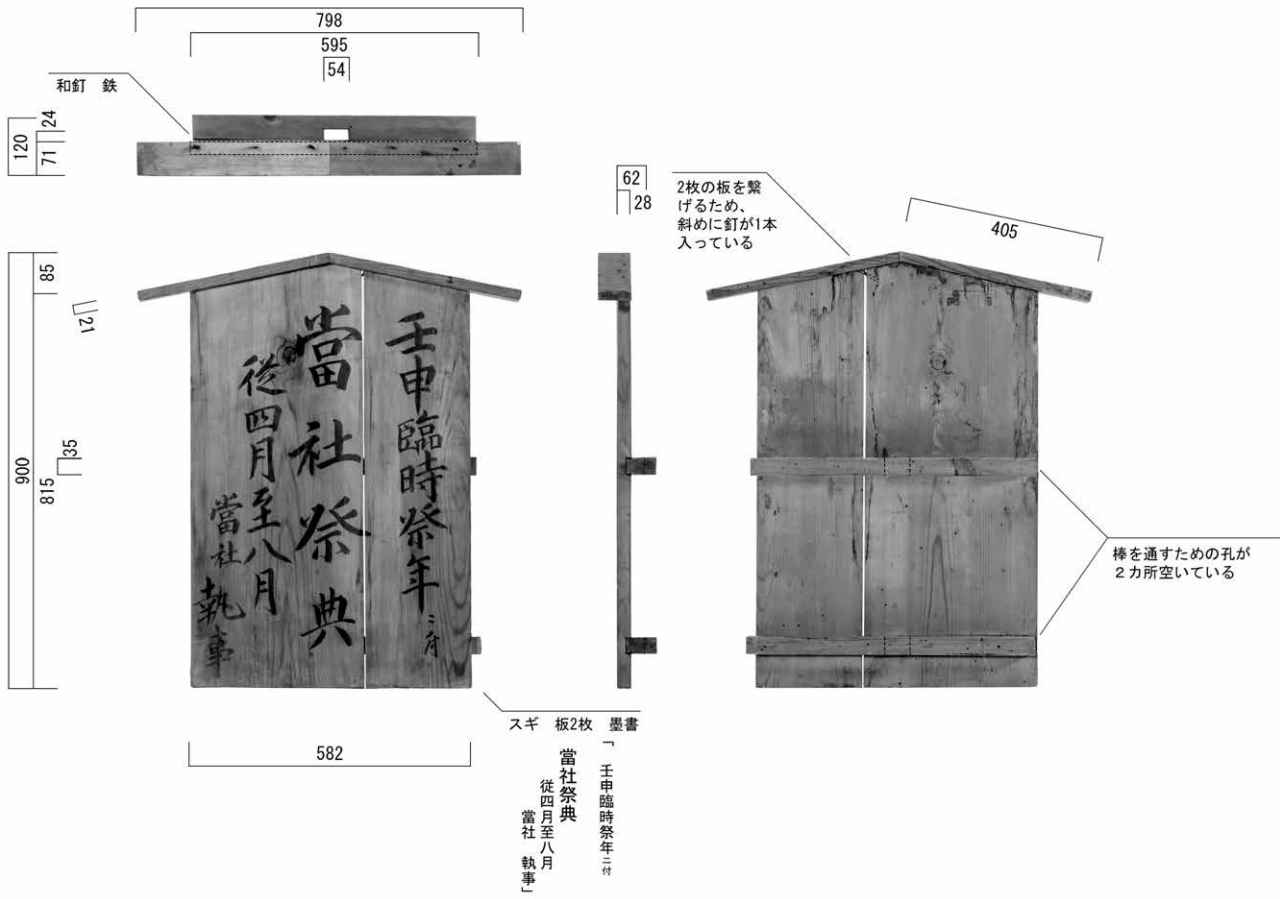 798
595
54
和釘 鉄
120
24
71
62
28
2枚の板を繋
げるため、
斜めに釘が1本
入っている
405
85
21
900
35
815
壬申臨時祭年ニ付
當社祭典
従四月至八月
當社執事
棒を通すための孔が
2カ所空いている
582
スギ 板2枚 墨書
「壬申臨時祭年ニ付
當社祭典
従四月至八月
當社 執事」